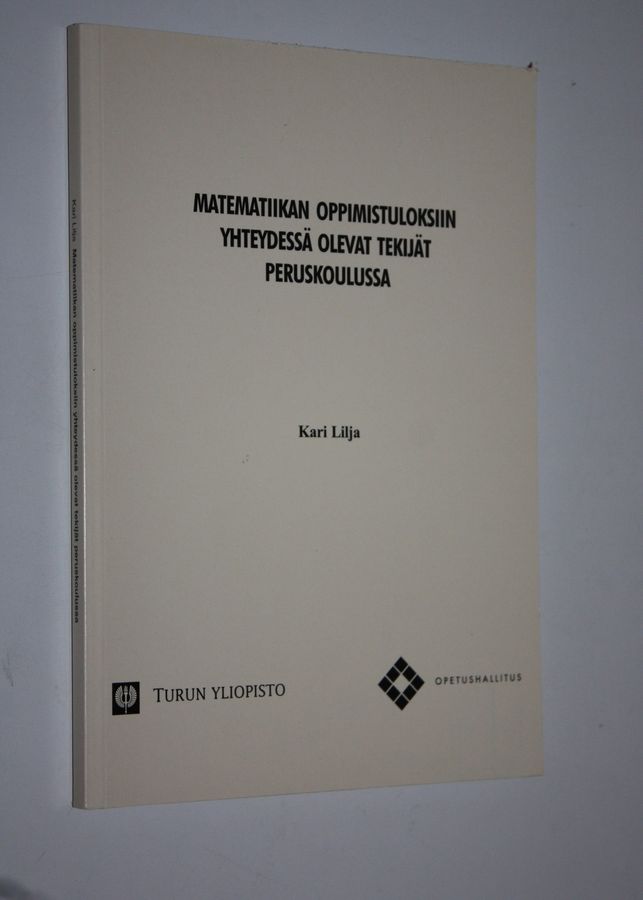 MATEMATIIKAN OPPIMISTULOKSIIN
YHTEYDESSÄ OLEVAT TEKIJÄT
PERUSKOULUSSA
Kari Lilja
TURUN YLIOPISTO
OPETUSHALLITUS
Kari Lilja Matematiikan oppimistuloksiin yhteydessä olevat tekijät peruskoulussa